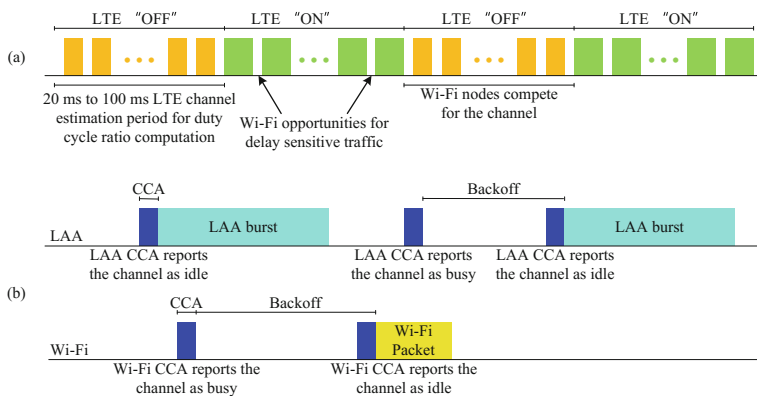 LTE “OFF” LTE “ON” LTE “OFF” LTE “ON”
(a)
20 ms to 100 ms LTE channel
estimation period for duty
cycle ratio computation
Wi-Fi opportunities for
delay sensitive traffic
Wi-Fi nodes compete
for the channel
CCA
Backoff
LAA burst
LAA burst
LAA
LAA CCA reports
the channel as idle
LAA CCA reports
the channel as busy
LAA CCA reports
the channel as idle
(b)
CCA
Backoff
Wi-Fi
Packet
Wi-Fi
Wi-Fi CCA reports the
channel as busy
Wi-Fi CCA reports the
channel as idle